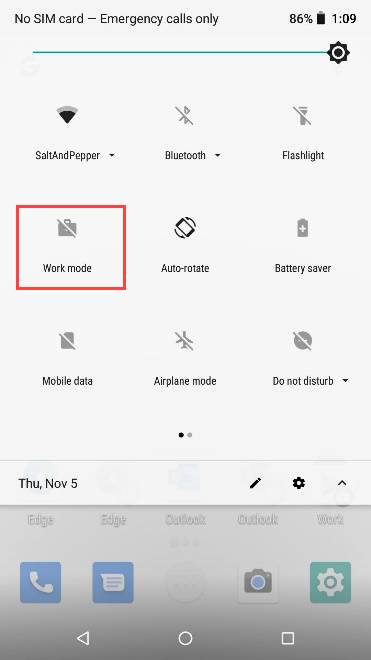 No SIM card — Emergency calls only 86% 1:09
SaltAndPepper Bluetooth Flashlight
Work mode Auto-rotate Battery saver
Mobile data Airplane mode Do not disturb
Thu, Nov 5
Edge Edge Outlook Outlook Work